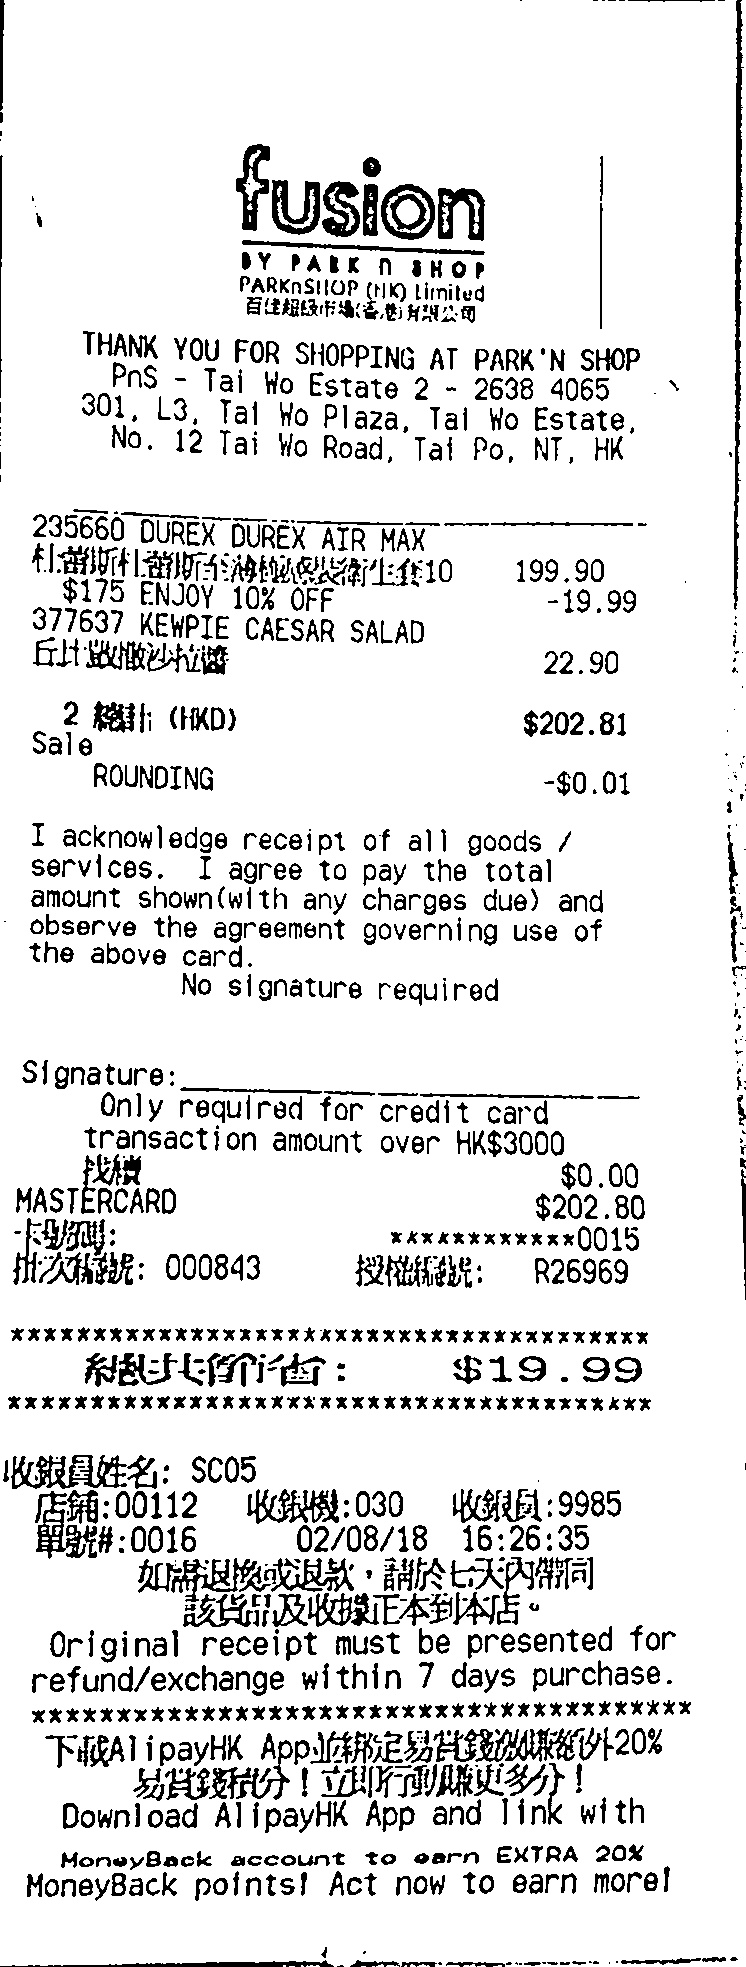 fusion
BY PARK n SHOP
PARKnSHOP (HK) Limited
百佳超級市場(香港)有限公司
THANK YOU FOR SHOPPING AT PARK'N SHOP
PnS - Tai Wo Estate 2 - 2638 4065
301, L3, Tai Wo Plaza, Tai Wo Estate,
No. 12 Tai Wo Road, Tai Po, NT, HK
235660 DUREX DUREX AIR MAX
杜蕾斯杜蕾斯至薄 衛生套10 199.90
$175 ENJOY 10% OFF -19.99
377637 KEWPIE CAESAR SALAD
丘比 沙拉醬 22.90
2 總計 (HKD) $202.81
Sale
ROUNDING -$0.01
I acknowledge receipt of all goods /
services. I agree to pay the total
amount shown(with any charges due) and
observe the agreement governing use of
the above card.
No signature required
Signature:
Only required for credit card
transaction amount over HK$3000
找續 $0.00
MASTERCARD $202.80
卡號碼: ************0015
批次編號: 000843 授權編號: R26969
****************************************
總共節省: $19.99
****************************************
收銀員姓名: SC05
店鋪:00112 收銀機:030 收銀員:9985
單號#:0016 02/08/18 16:26:35
如需退換或退款，請於七天內帶同
該貨品及收據正本到本店。
Original receipt must be presented for
refund/exchange within 7 days purchase.
****************************************
下載AlipayHK App並綁定易賞錢激賺額外20%
易賞錢積分！立即行動賺更多分！
Download AlipayHK App and link with
MoneyBack account to earn EXTRA 20%
MoneyBack points! Act now to earn more!